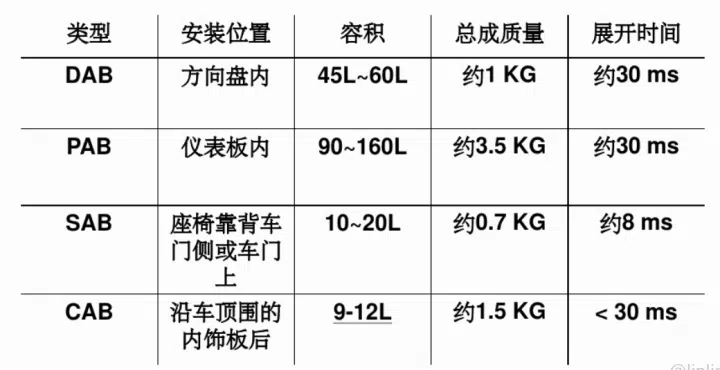 类型 安装位置 容积 总成质量 展开时间
DAB 方向盘内 45L~60L 约1 KG 约30 ms
PAB 仪表板内 90~160L 约3.5 KG 约30 ms
SAB 座椅靠背车 10~20L 约0.7 KG 约8 ms
门侧或车门
上
CAB 沿车顶围的 9-12L 约1.5 KG < 30 ms
内饰板后